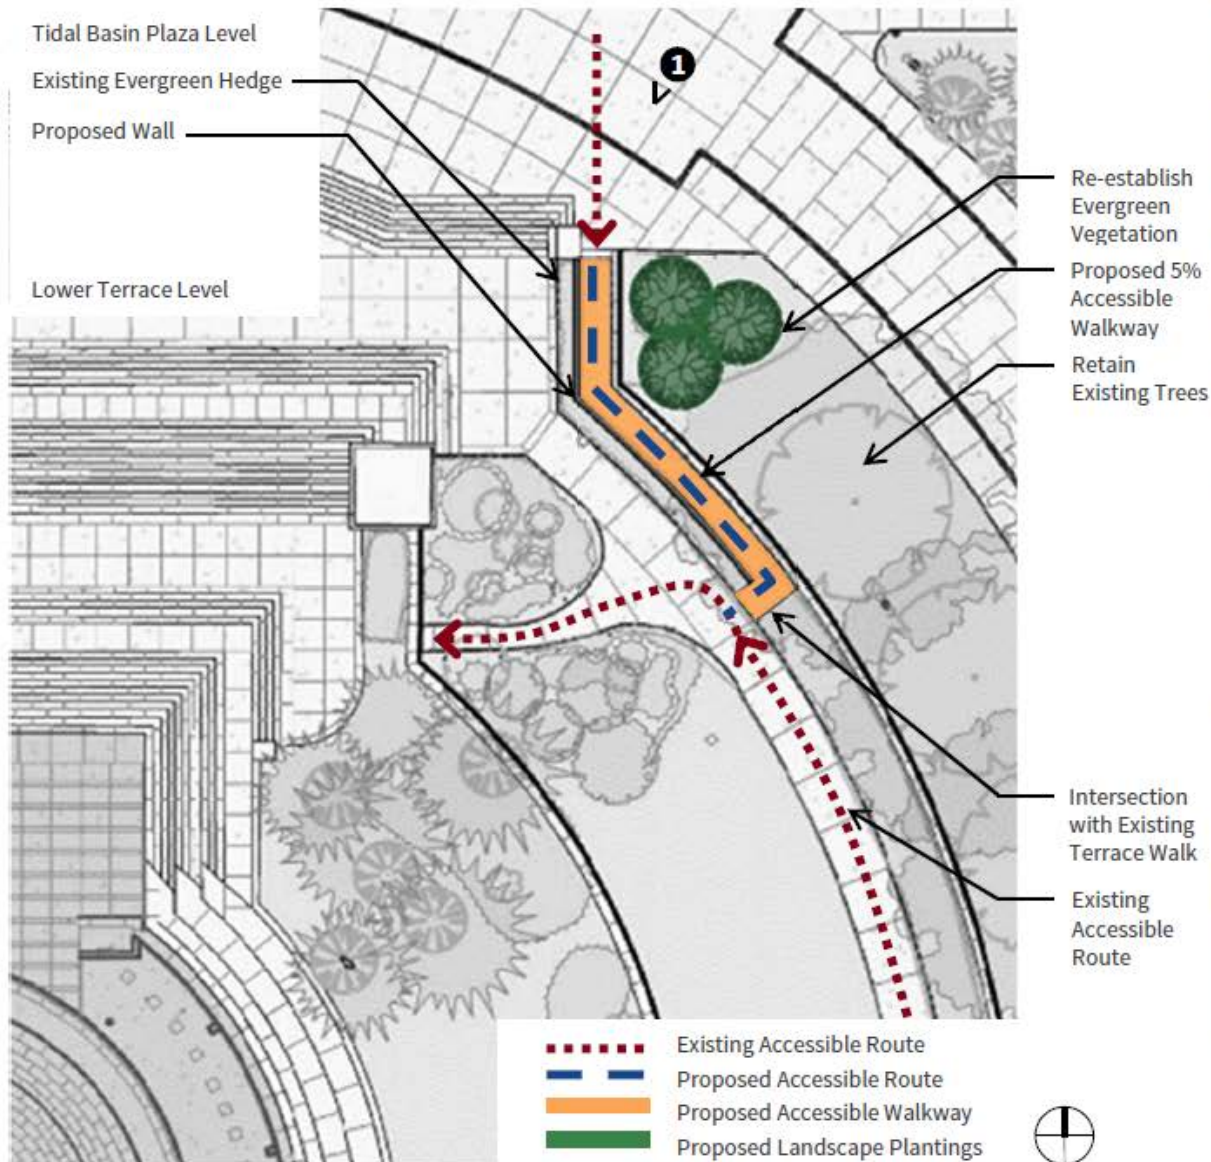 Tidal Basin Plaza Level
Existing Evergreen Hedge
Proposed Wall
Lower Terrace Level
1
Re-establish
Evergreen
Vegetation
Proposed 5%
Accessible
Walkway
Retain
Existing Trees
Intersection
with Existing
Terrace Walk
Existing
Accessible
Route
Existing Accessible Route
Proposed Accessible Route
Proposed Accessible Walkway
Proposed Landscape Plantings